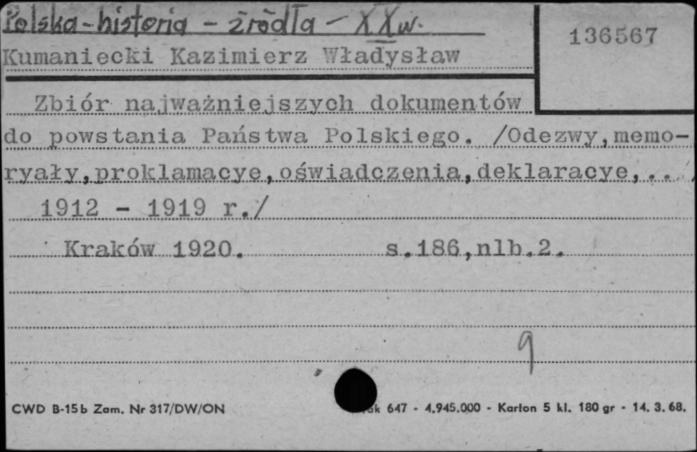 Polska-historia - źródła - XX w.
136567
Kumaniecki Kazimierz Władysław
Zbiór najważniejszych dokumentów
do powstania Państwa Polskiego. /Odezwy,memo-
ryały,proklamacye,oświadczenia,deklaracye,..
1912 - 1919 r./
Kraków 1920. s.186,nlb.2.
9
CWD B-15b Zam. Nr 317/DW/ON 647 - 4.945.000 - Karton 5 kl. 180 gr - 14. 3. 68.